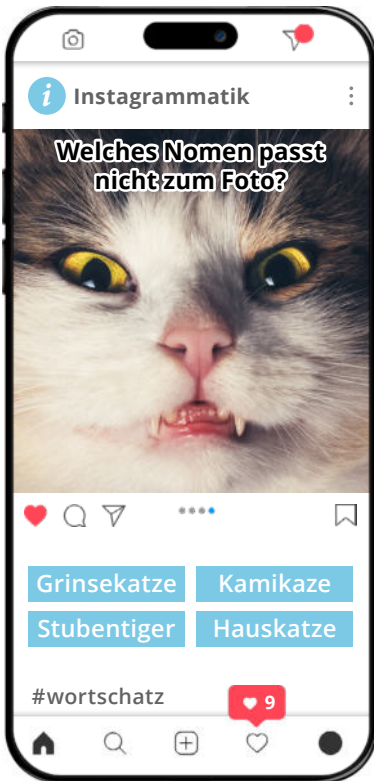 i Instagrammatik
Welches Nomen passt
nicht zum Foto?
Grinsekatze Kamikaze
Stubentiger Hauskatze
#wortschatz
9